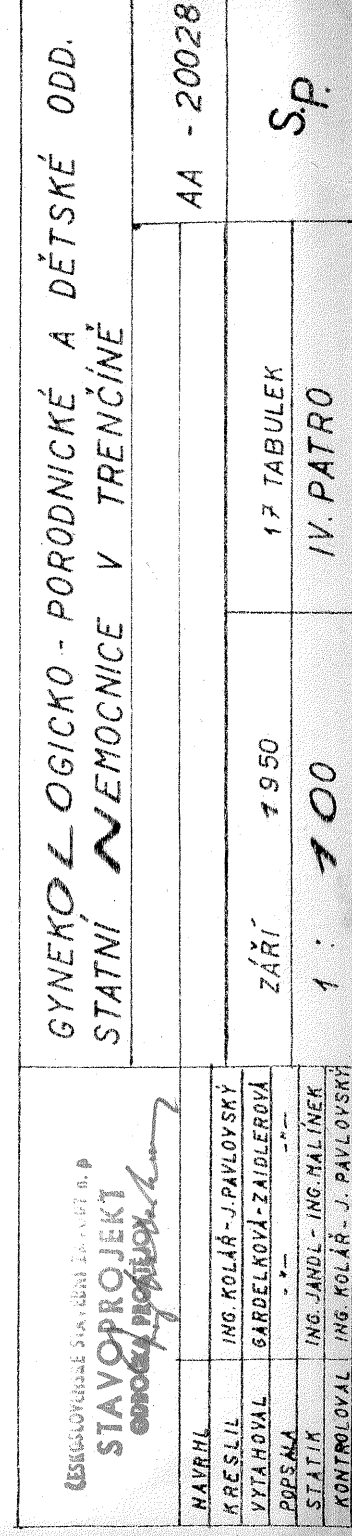 GYNEKOLOGICKO - PORODNICKÉ A DĚTSKÉ ODD.
STATNÍ NEMOCNICE V TRENČÍNĚ
STAVOPROJEKT
AA - 20028
NAVRHL
KRESLIL ING. KOLÁŘ - J. PAVLOVSKÝ
VYTAHOVAL GARDELKOVÁ - ZAIDLEROVÁ
POPSALA -"- -"-
STATIK ING. JANDL - ING. MALÍNEK
KONTROLOVAL ING. KOLÁŘ - J. PAVLOVSKÝ
ZÁŘÍ 1950 17 TABULEK
1 : 100 IV. PATRO
S.p.